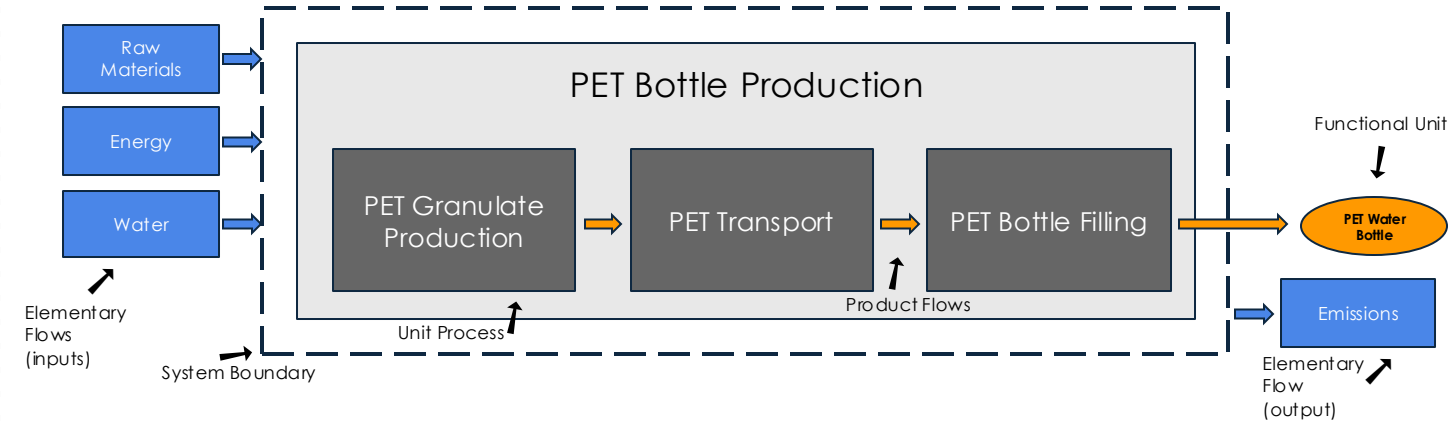 Raw
Materials
Energy
Water
Elementary
Flows
(inputs)
System Boundary
PET Bottle Production
PET Granulate
Production
PET Transport
PET Bottle Filling
Unit Process
Product Flows
Functional Unit
PET Water
Bottle
Emissions
Elementary
Flow
(output)